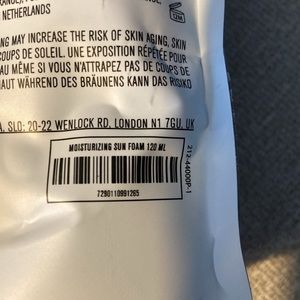 NETHERLANDS
12M
NG MAY INCREASE THE RISK OF SKIN AGING. SKIN
COUPS DE SOLEIL. UNE EXPOSITION RÉPÉTÉE POUR
AU MÊME SI VOUS N'ATTRAPEZ PAS DE COUPS DE
HAUT WÄHREND DES BRÄUNENS KANN DAS RISIKO
A, SLO; 20-22 WENLOCK RD, LONDON N1 7GU, UK
MOISTURIZING SUN FOAM 120 ML
7290110991265
212-44000P-1